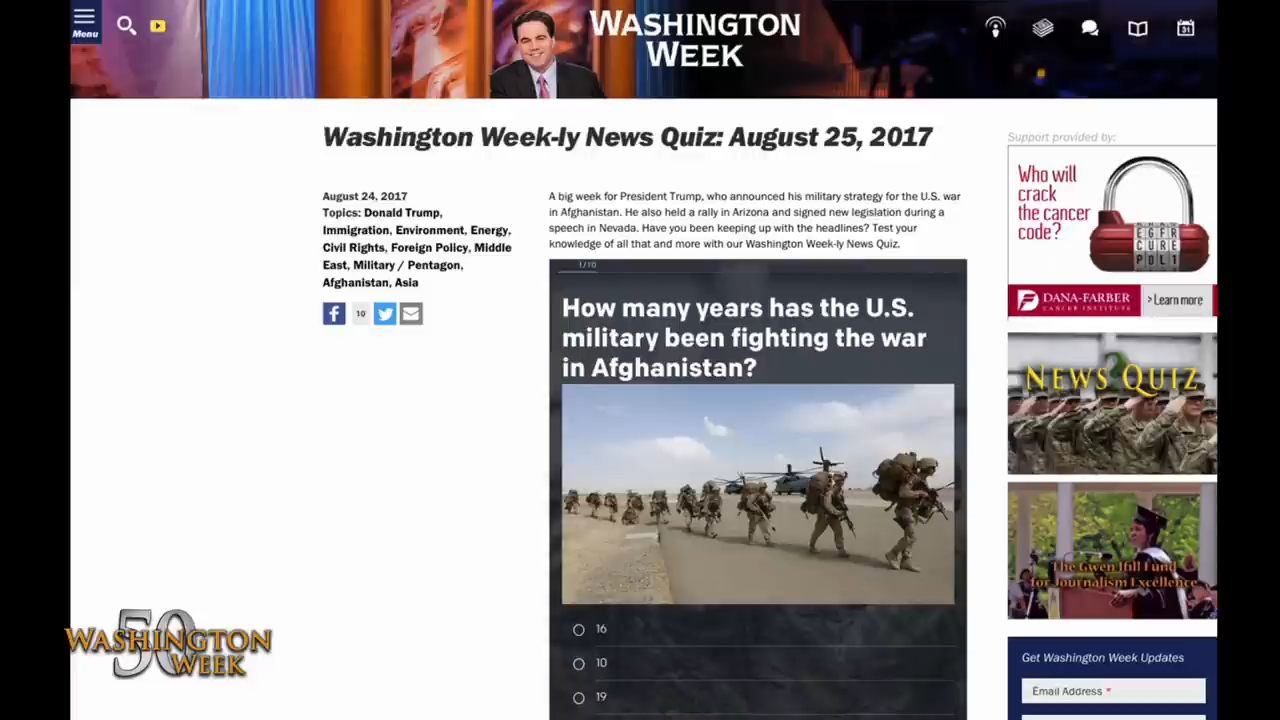 Menu
WASHINGTON
WEEK
31
Washington Week-ly News Quiz: August 25, 2017
August 24, 2017
Topics: Donald Trump,
Immigration, Environment, Energy,
Civil Rights, Foreign Policy, Middle
East, Military / Pentagon,
Afghanistan, Asia
10
A big week for President Trump, who announced his military strategy for the U.S. war
in Afghanistan. He also held a rally in Arizona and signed new legislation during a
speech in Nevada. Have you been keeping up with the headlines? Test your
knowledge of all that and more with our Washington Week-ly News Quiz.
1/10
How many years has the U.S.
military been fighting the war
in Afghanistan?
16
10
19
Support provided by:
Who will
crack
the cancer
code?
EGFR
CURE
PDL1
DANA-FARBER
CANCER INSTITUTE
> Learn more
NEWS QUIZ
The Gwen Ifill Fund
for Journalism Excellence
Get Washington Week Updates
Email Address *
50
WASHINGTON
WEEK